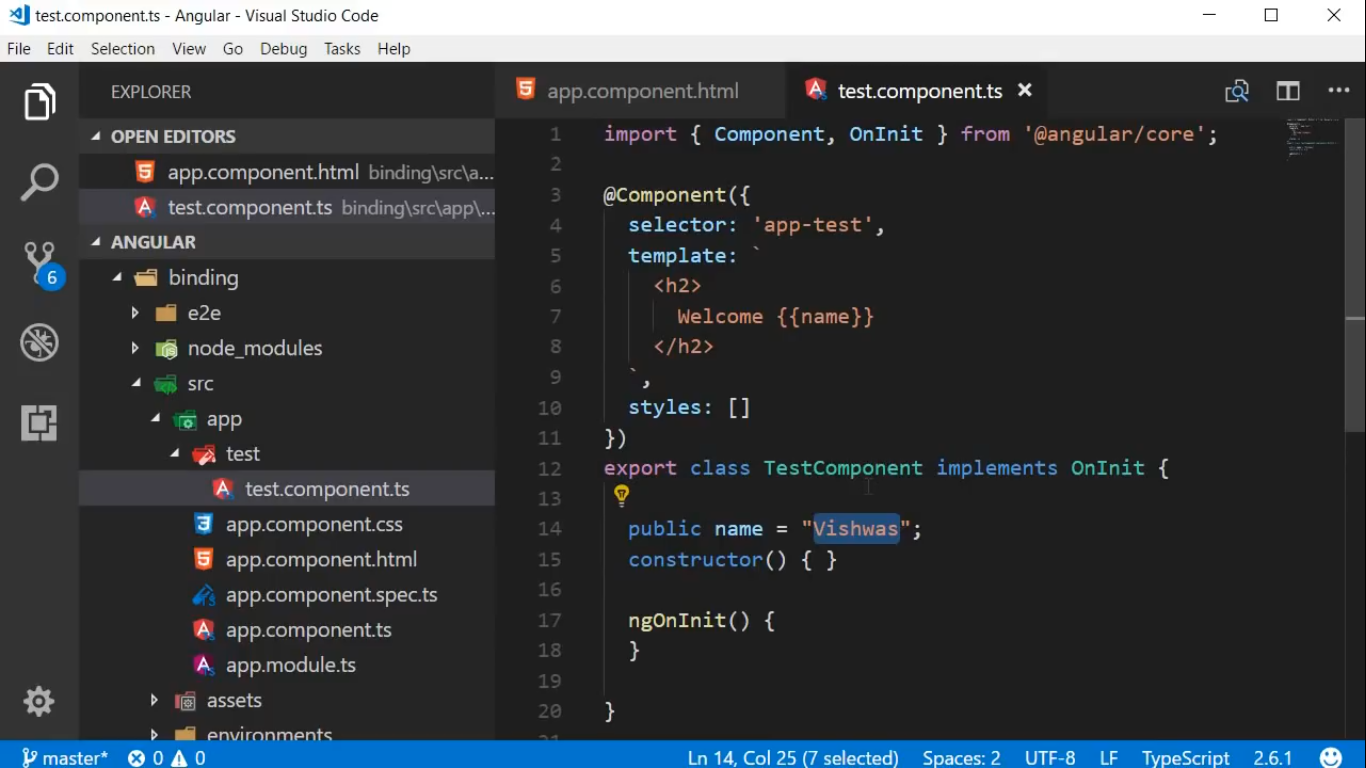 test.component.ts - Angular - Visual Studio Code
File Edit Selection View Go Debug Tasks Help
EXPLORER
OPEN EDITORS
app.component.html binding\src\a...
test.component.ts binding\src\app\...
ANGULAR
binding
e2e
node_modules
src
app
test
test.component.ts
app.component.css
app.component.html
app.component.spec.ts
app.component.ts
app.module.ts
assets
environments
6
app.component.html test.component.ts
1 import { Component, OnInit } from '@angular/core';
2
3 @Component({
4 selector: 'app-test',
5 template: `
6 <h2>
7 Welcome {{name}}
8 </h2>
9 `,
10 styles: []
11 })
12 export class TestComponent implements OnInit {
13
14 public name = "Vishwas";
15 constructor() { }
16
17 ngOnInit() {
18 }
19
20 }
master* 0 0 Ln 14, Col 25 (7 selected) Spaces: 2 UTF-8 LF TypeScript 2.6.1